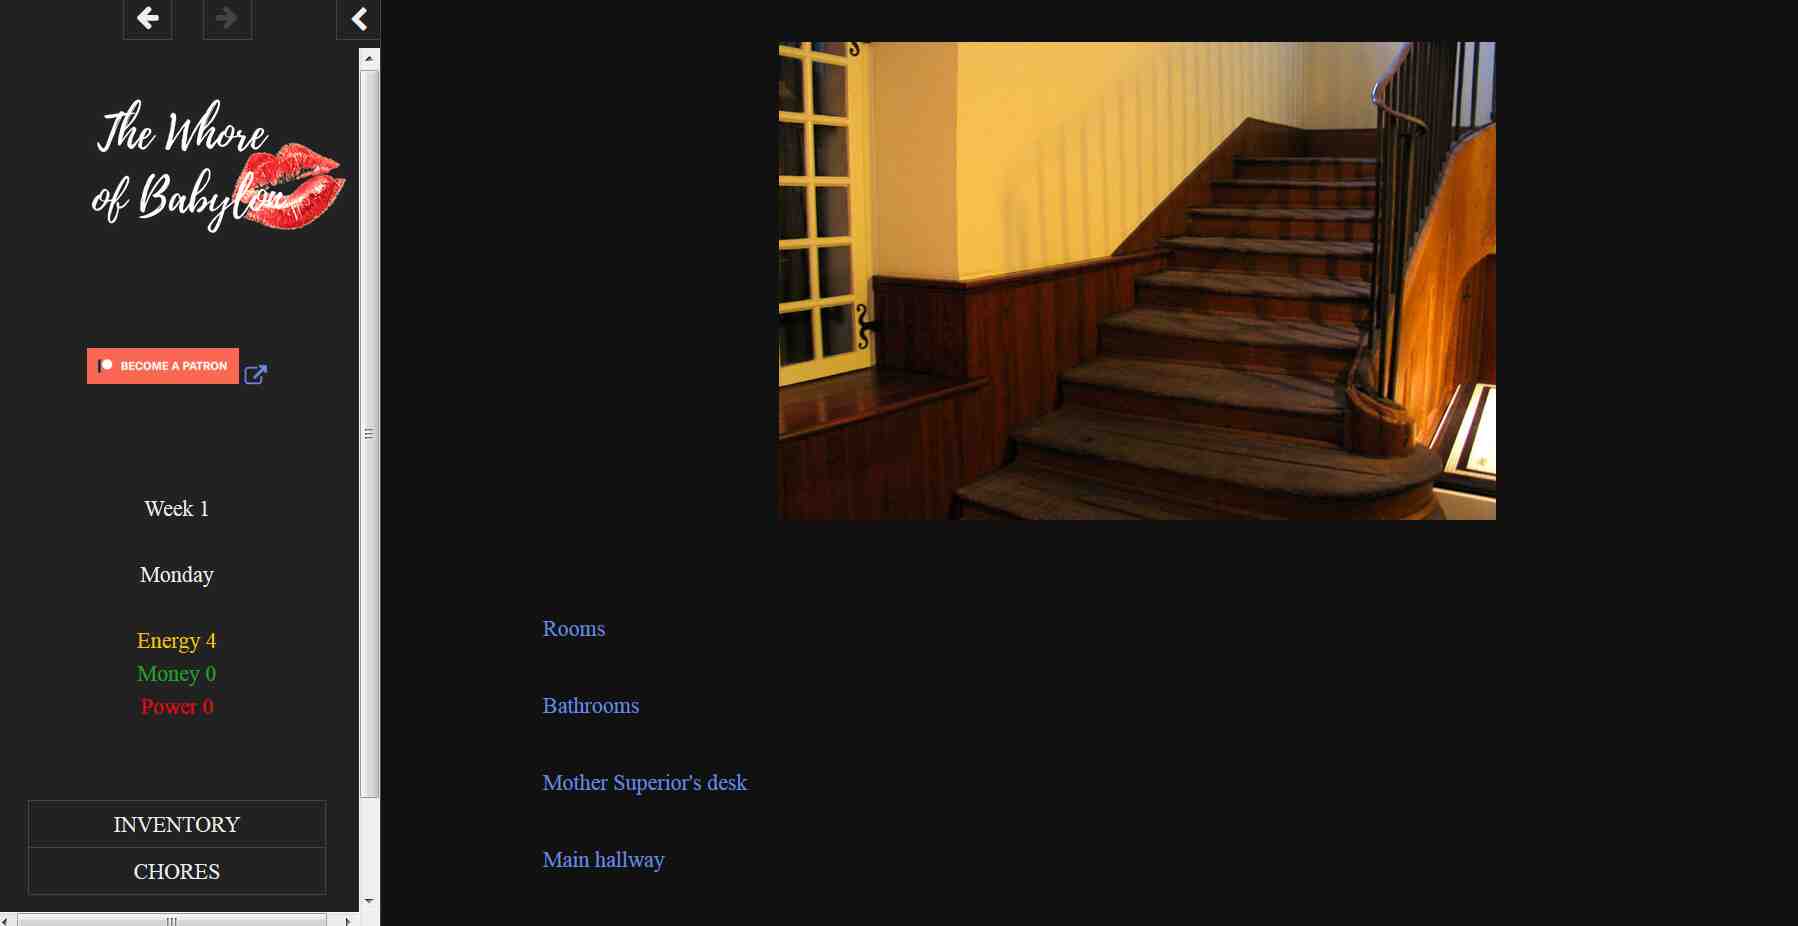 The Whore
of Babylon
BECOME A PATRON
Week 1
Monday
Energy 4
Money 0
Power 0
INVENTORY
CHORES
Rooms
Bathrooms
Mother Superior's desk
Main hallway